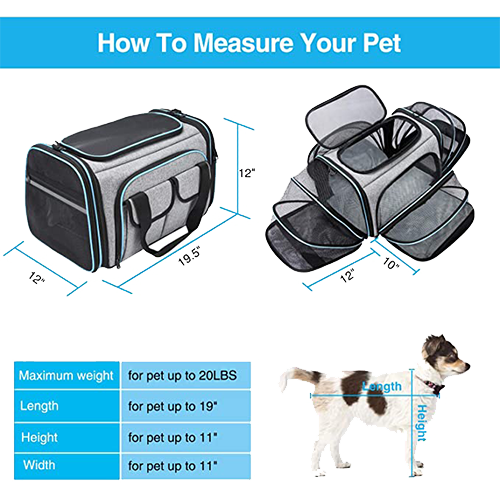 How To Measure Your Pet
12"
19.5"
12"
12"
10"
Maximum weight for pet up to 20LBS
Length for pet up to 19"
Height for pet up to 11"
Width for pet up to 11"
Length
Height